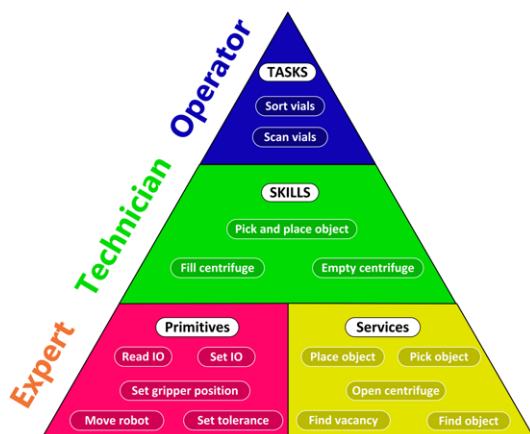 Operator
Technician
Expert
TASKS
Sort vials
Scan vials
SKILLS
Pick and place object
Fill centrifuge
Empty centrifuge
Primitives
Read IO
Set IO
Set gripper position
Move robot
Set tolerance
Services
Place object
Pick object
Open centrifuge
Find vacancy
Find object